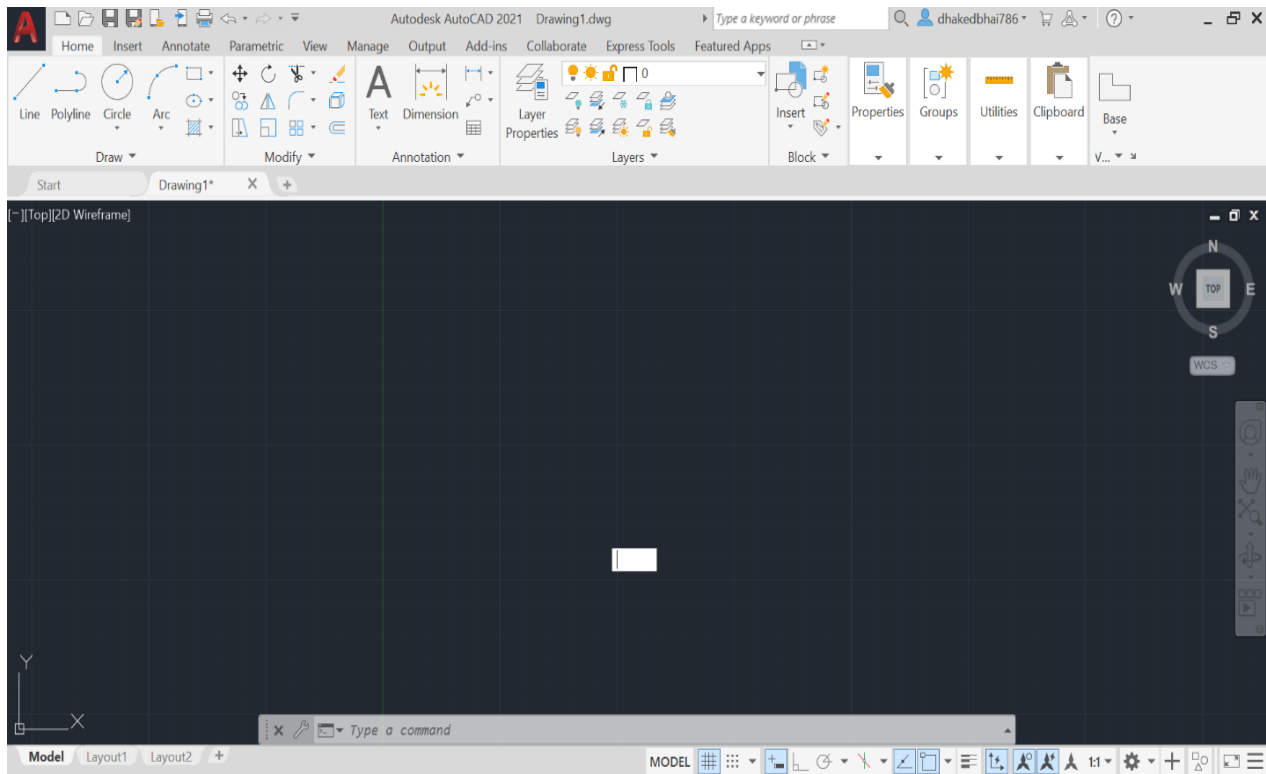 Autodesk AutoCAD 2021 Drawing1.dwg Type a keyword or phrase dhakedbhai786
Home Insert Annotate Parametric View Manage Output Add-ins Collaborate Express Tools Featured Apps
0
Line Polyline Circle Arc Text Dimension Layer Properties Insert Properties Groups Utilities Clipboard Base
Draw Modify Annotation Layers Block V...
Start Drawing1*
[−][Top][2D Wireframe]
N
W TOP E
S
WCS
Y
X
Type a command
Model Layout1 Layout2 MODEL 1:1